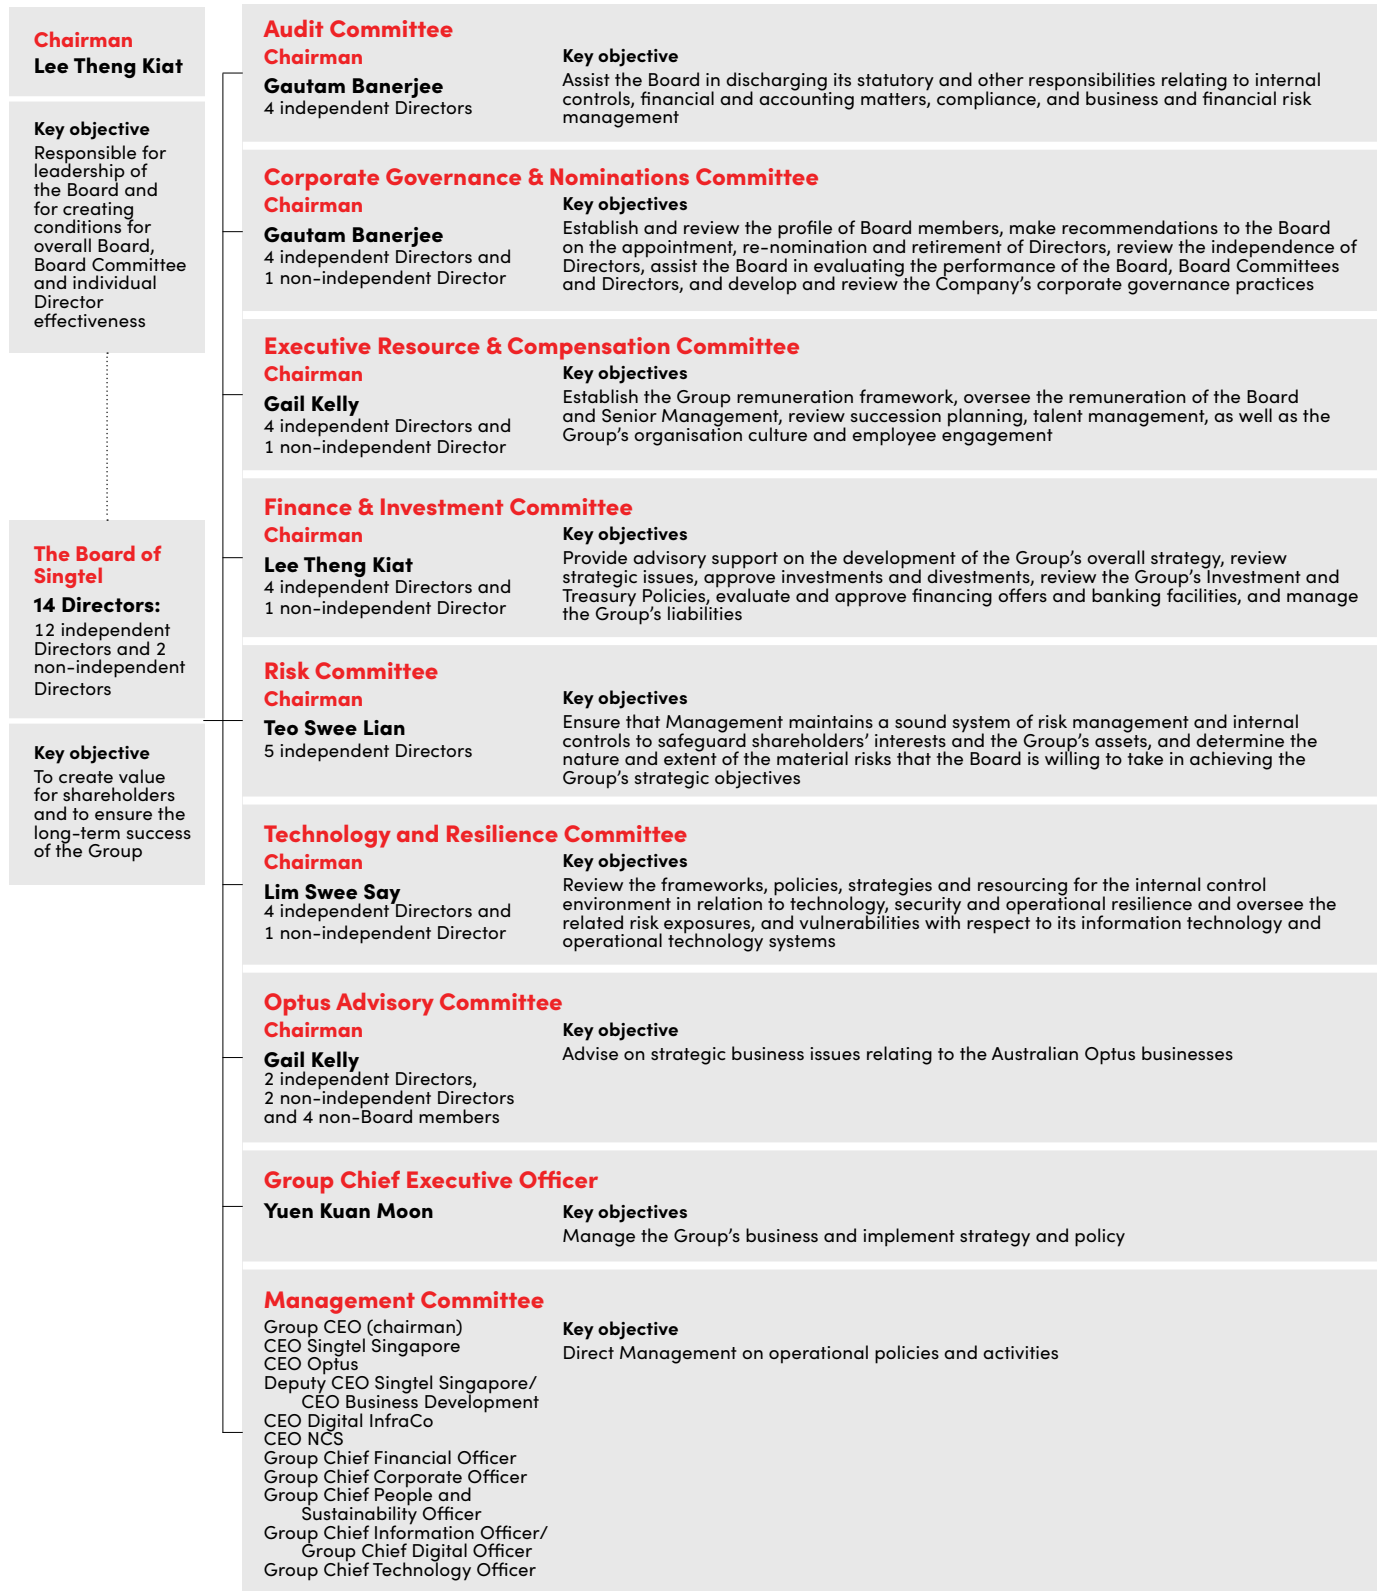 Chairman
Lee Theng Kiat
Key objective
Responsible for
leadership of
the Board and
for creating
conditions for
overall Board,
Board Committee
and individual
Director
effectiveness
The Board of
Singtel
14 Directors:
12 independent
Directors and 2
non-independent
Directors
Key objective
To create value
for shareholders
and to ensure the
long-term success
of the Group
Audit Committee
Chairman
Gautam Banerjee
4 independent Directors
Key objective
Assist the Board in discharging its statutory and other responsibilities relating to internal
controls, financial and accounting matters, compliance, and business and financial risk
management
Corporate Governance & Nominations Committee
Chairman
Gautam Banerjee
4 independent Directors and
1 non-independent Director
Key objectives
Establish and review the profile of Board members, make recommendations to the Board
on the appointment, re-nomination and retirement of Directors, review the independence of
Directors, assist the Board in evaluating the performance of the Board, Board Committees
and Directors, and develop and review the Company's corporate governance practices
Executive Resource & Compensation Committee
Chairman
Gail Kelly
4 independent Directors and
1 non-independent Director
Key objectives
Establish the Group remuneration framework, oversee the remuneration of the Board
and Senior Management, review succession planning, talent management, as well as the
Group's organisation culture and employee engagement
Finance & Investment Committee
Chairman
Lee Theng Kiat
4 independent Directors and
1 non-independent Director
Key objectives
Provide advisory support on the development of the Group's overall strategy, review
strategic issues, approve investments and divestments, review the Group's Investment and
Treasury Policies, evaluate and approve financing offers and banking facilities, and manage
the Group's liabilities
Risk Committee
Chairman
Teo Swee Lian
5 independent Directors
Key objectives
Ensure that Management maintains a sound system of risk management and internal
controls to safeguard shareholders' interests and the Group's assets, and determine the
nature and extent of the material risks that the Board is willing to take in achieving the
Group's strategic objectives
Technology and Resilience Committee
Chairman
Lim Swee Say
4 independent Directors and
1 non-independent Director
Key objectives
Review the frameworks, policies, strategies and resourcing for the internal control
environment in relation to technology, security and operational resilience and oversee the
related risk exposures, and vulnerabilities with respect to its information technology and
operational technology systems
Optus Advisory Committee
Chairman
Gail Kelly
2 independent Directors,
2 non-independent Directors
and 4 non-Board members
Key objective
Advise on strategic business issues relating to the Australian Optus businesses
Group Chief Executive Officer
Yuen Kuan Moon
Key objectives
Manage the Group's business and implement strategy and policy
Management Committee
Group CEO (chairman)
CEO Singtel Singapore
CEO Optus
Deputy CEO Singtel Singapore/
CEO Business Development
CEO Digital InfraCo
CEO NCS
Group Chief Financial Officer
Group Chief Corporate Officer
Group Chief People and
Sustainability Officer
Group Chief Information Officer/
Group Chief Digital Officer
Group Chief Technology Officer
Key objective
Direct Management on operational policies and activities